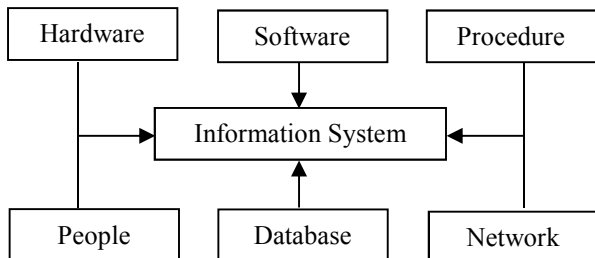 Hardware
Software
Procedure
Information System
People
Database
Network